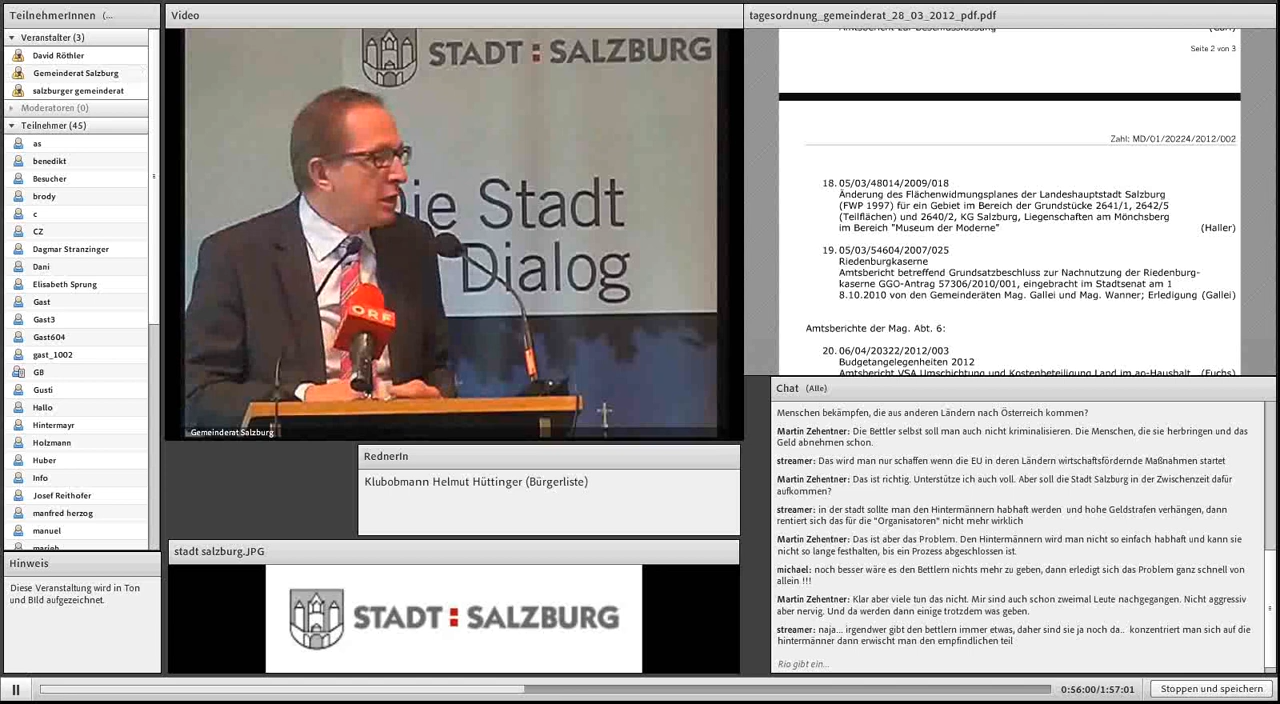 TeilnehmerInnen (...
Veranstalter (3)
David Röthler
Gemeinderat Salzburg
salzburger gemeinderat
Moderatoren (0)
Teilnehmer (45)
as
benedikt
Besucher
brody
c
CZ
Dagmar Stranzinger
Dani
Elisabeth Sprung
Gast
Gast3
Gast604
gast_1002
GB
Gusti
Hallo
Hintermayr
Holzmann
Huber
Info
Josef Reithofer
manfred herzog
manuel
Hinweis
Diese Veranstaltung wird in Ton
und BIld aufgezeichnet.
Video
STADT : SALZBURG
Die Stadt
Dialog
ORF
Gemeinderat Salzburg
RednerIn
Klubobmann Helmut Hüttinger (Bürgerliste)
stadt salzburg.JPG
STADT : SALZBURG
tagesordnung_gemeinderat_28_03_2012_pdf.pdf
Seite 2 von 3
Zahl: MD/01/20224/2012/002
18. 05/03/48014/2009/018
Änderung des Flächenwidmungsplanes der Landeshauptstadt Salzburg
(FWP 1997) für ein Gebiet im Bereich der Grundstücke 2641/1, 2642/5
(Teilflächen) und 2640/2, KG Salzburg, Liegenschaften am Mönchsberg
im Bereich "Museum der Moderne" (Haller)
19. 05/03/54604/2007/025
Riedenburgkaserne
Amtsbericht betreffend Grundsatzbeschluss zur Nachnutzung der Riedenburg-
kaserne GGO-Antrag 57306/2010/001, eingebracht im Stadtsenat am 1
8.10.2010 von den Gemeinderäten Mag. Gallei und Mag. Wanner; Erledigung (Gallei)
Amtsberichte der Mag. Abt. 6:
20. 06/04/20322/2012/003
Budgetangelegenheiten 2012
Amtsbericht VSA Umschichtung und Kostenbeteiligung Land im ao-Haushalt (Fuchs)
Chat (Alle)
Menschen bekämpfen, die aus anderen Ländern nach Österreich kommen?
Martin Zehentner: Die Bettler selbst soll man auch nicht kriminalisieren. Die Menschen, die sie herbringen und das
Geld abnehmen schon.
streamer: Das wird man nur schaffen wenn die EU in deren Ländern wirtschaftsfördernde Maßnahmen startet
Martin Zehentner: Das ist richtig. Unterstütze ich auch voll. Aber soll die Stadt Salzburg in der Zwischenzeit dafür
aufkommen?
streamer: in der stadt sollte man den Hintermännern habhaft werden und hohe Geldstrafen verhängen, dann
rentiert sich das für die "Organisatoren" nicht mehr wirklich
Martin Zehentner: Das ist aber das Problem. Den Hintermännern wird man nicht so einfach habhaft und kann sie
nicht so lange festhalten, bis ein Prozess abgeschlossen ist.
michael: noch besser wäre es den Bettlern nichts mehr zu geben, dann erledigt sich das Problem ganz schnell von
allein !!!
Martin Zehentner: Klar aber viele tun das nicht. Mir sind auch schon zweimal Leute nachgegangen. Nicht aggressiv
aber nervig. Und da werden dann einige trotzdem was geben.
streamer: naja... irgendwer gibt den bettlern immer etwas, daher sind sie ja noch da.. konzentriert man sich auf die
hintermänner dann erwischt man den empfindlichen teil
Rio gibt ein...
0:56:00/1:57:01
Stoppen und speichern